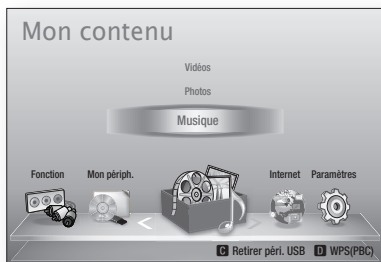 Mon contenu
Vidéos
Photos
Musique
Fonction Mon périph. Internet Paramètres
C Retirer péri. USB D WPS(PBC)